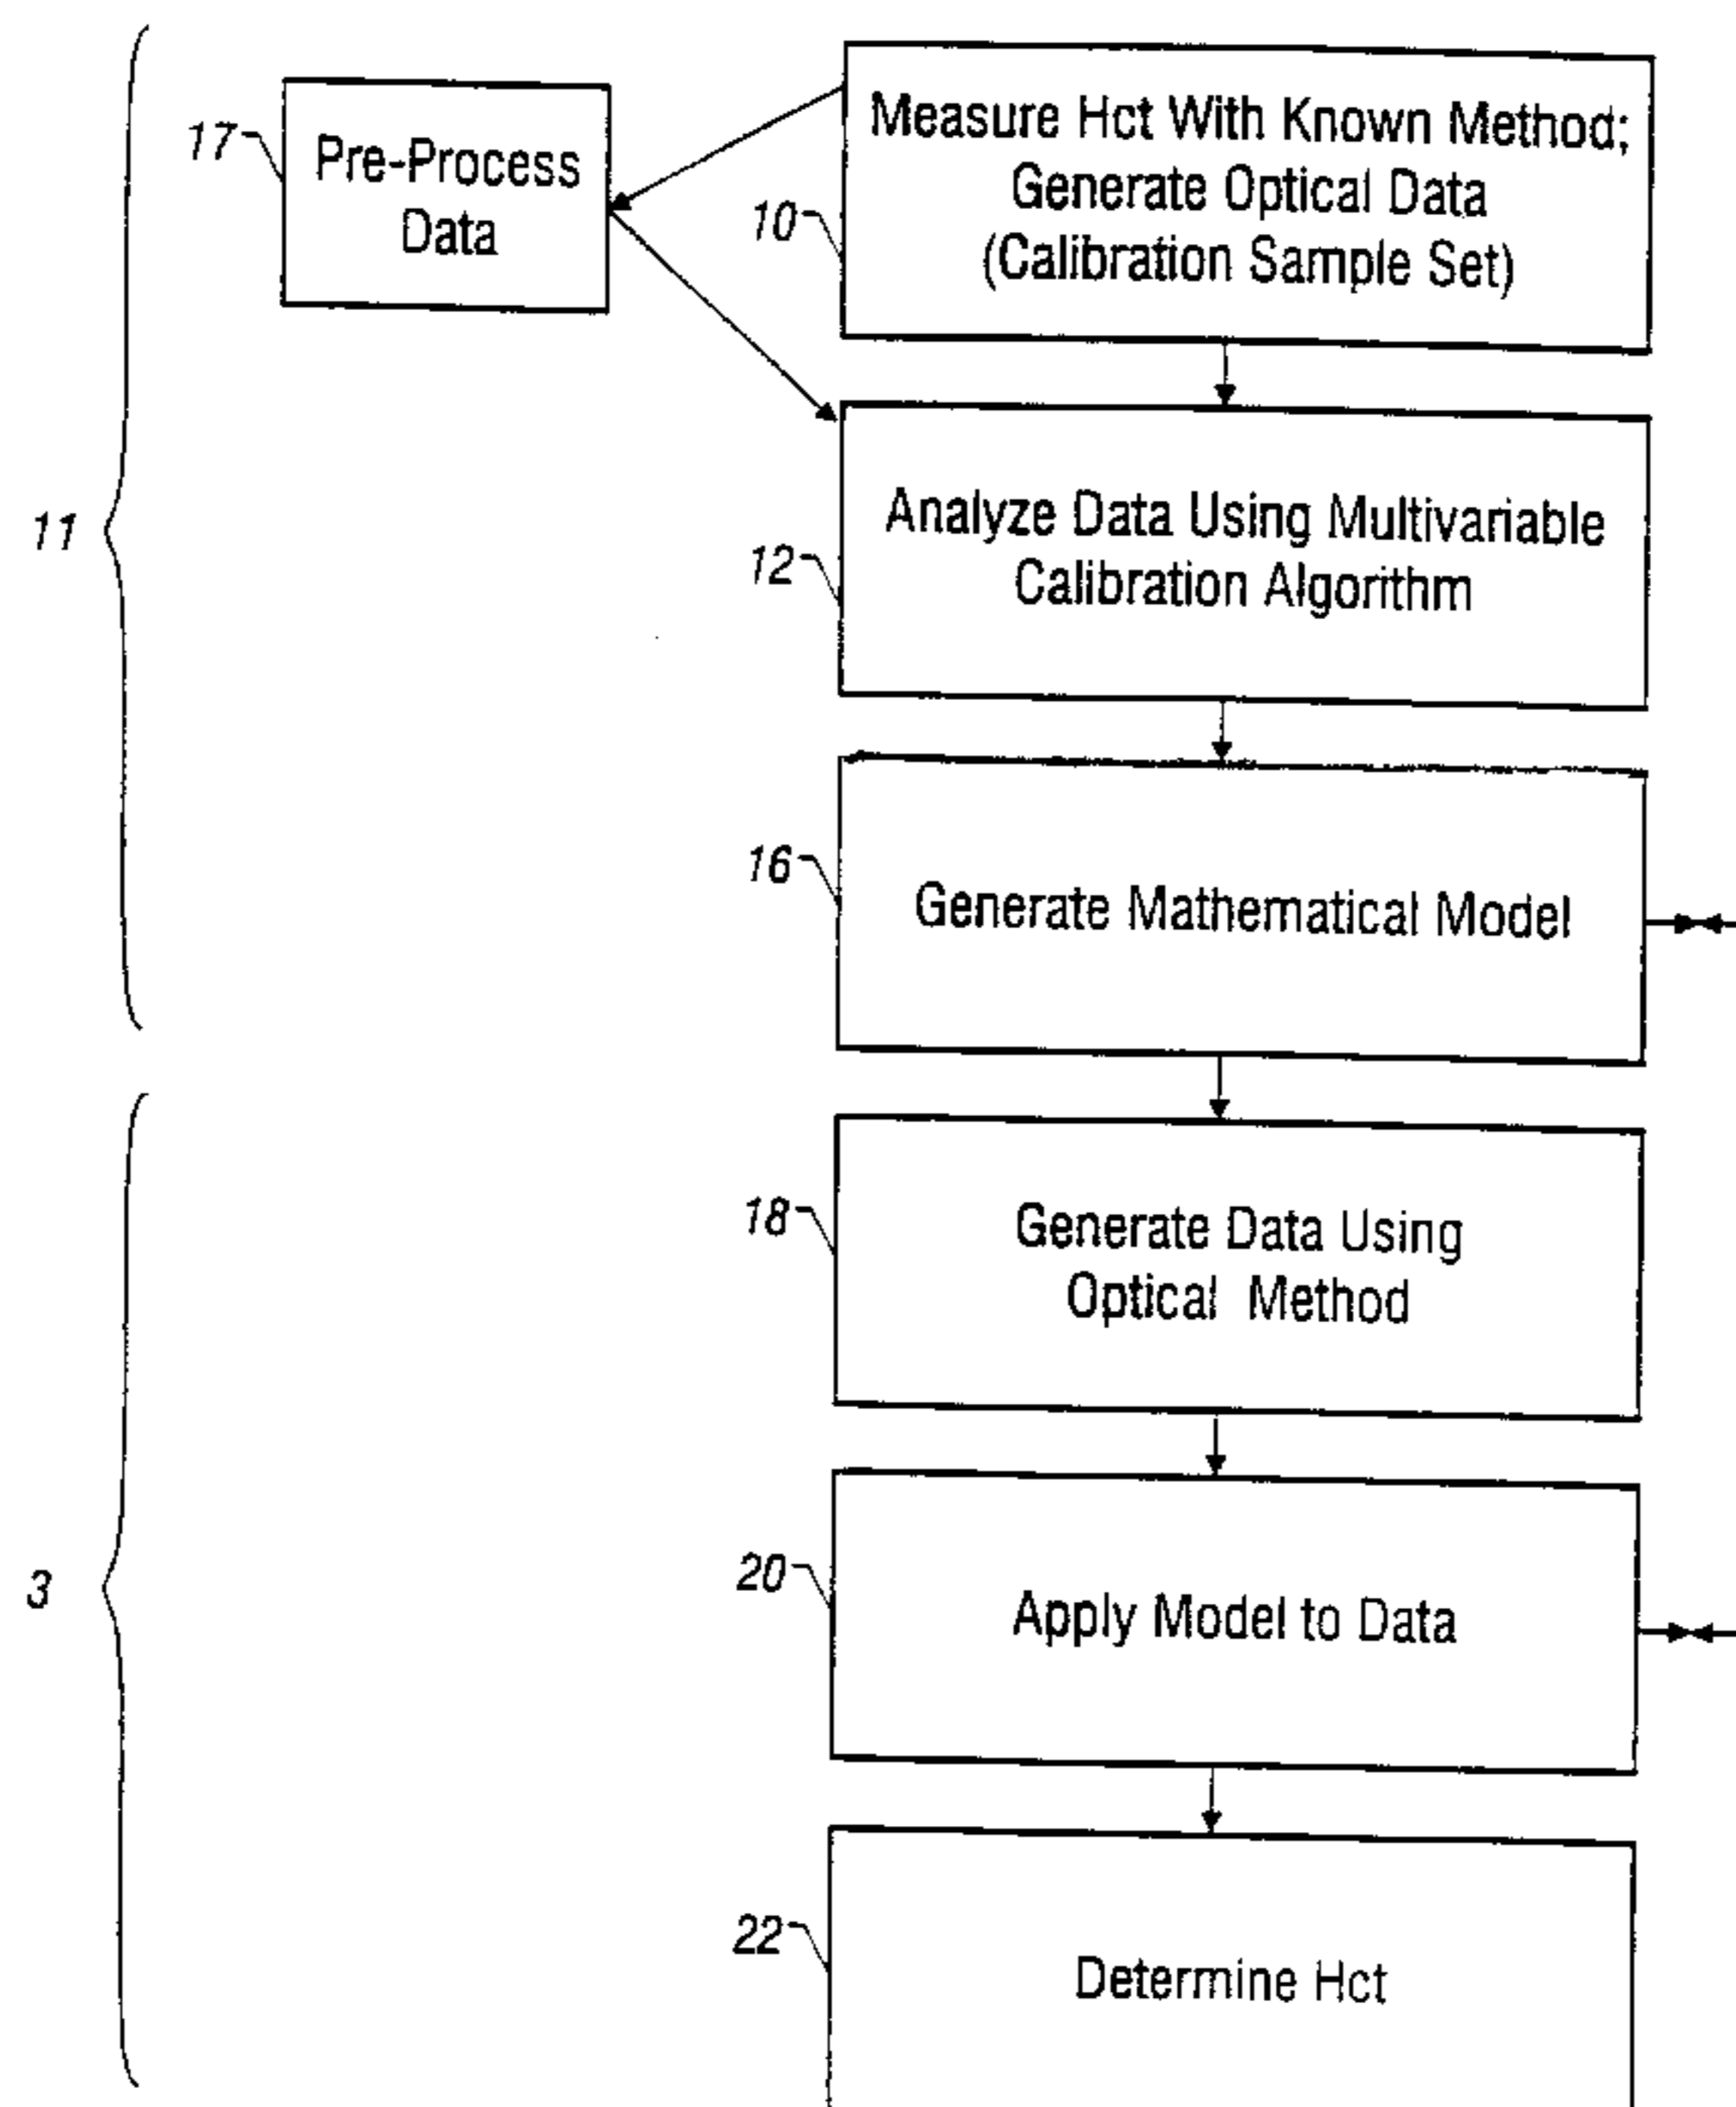 17
Pre-Process
Data
Measure Hct With Known Method;
Generate Optical Data
(Calibration Sample Set)
10
11
Analyze Data Using Multivariable
Calibration Algorithm
12
16
Generate Mathematical Model
18
Generate Data Using
Optical Method
3
20
Apply Model to Data
22
Determine Hct